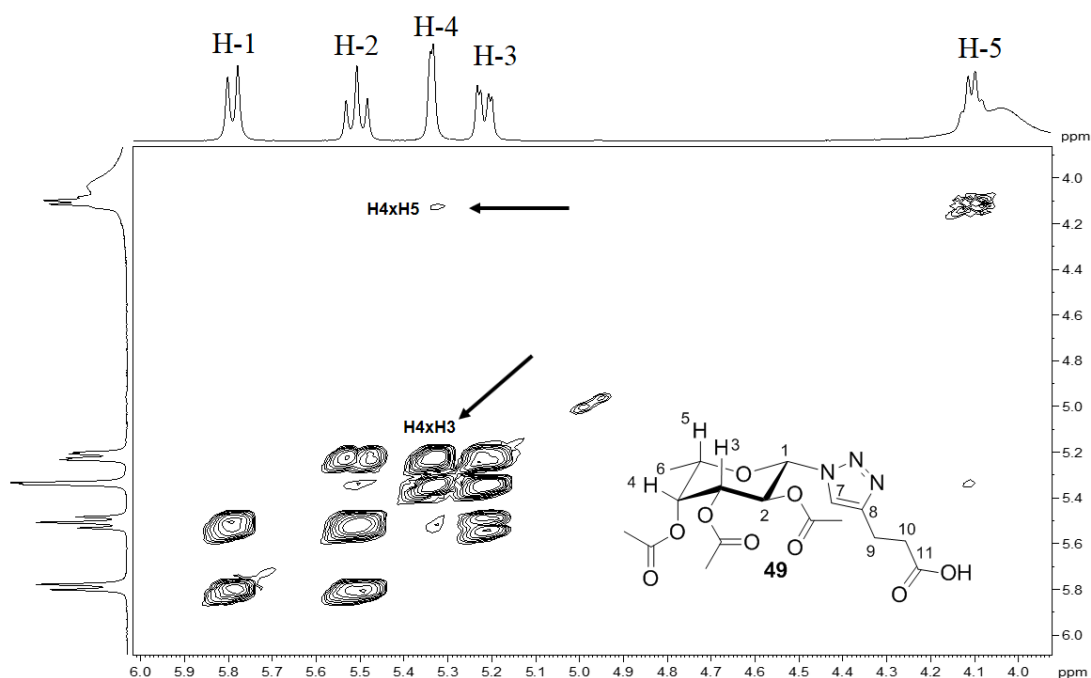 H-1 H-2 H-4 H-3 H-5
ppm
H4xH5
H4xH3
4.0
4.2
4.4
4.6
4.8
5.0
5.2
5.4
5.6
5.8
6.0
5 H
H 3
1
6
O
N
N
N
4 H
7
2
O
8
O
O
O
O
O
9
10
11
OH
O
49
6.0 5.9 5.8 5.7 5.6 5.5 5.4 5.3 5.2 5.1 5.0 4.9 4.8 4.7 4.6 4.5 4.4 4.3 4.2 4.1 4.0 ppm